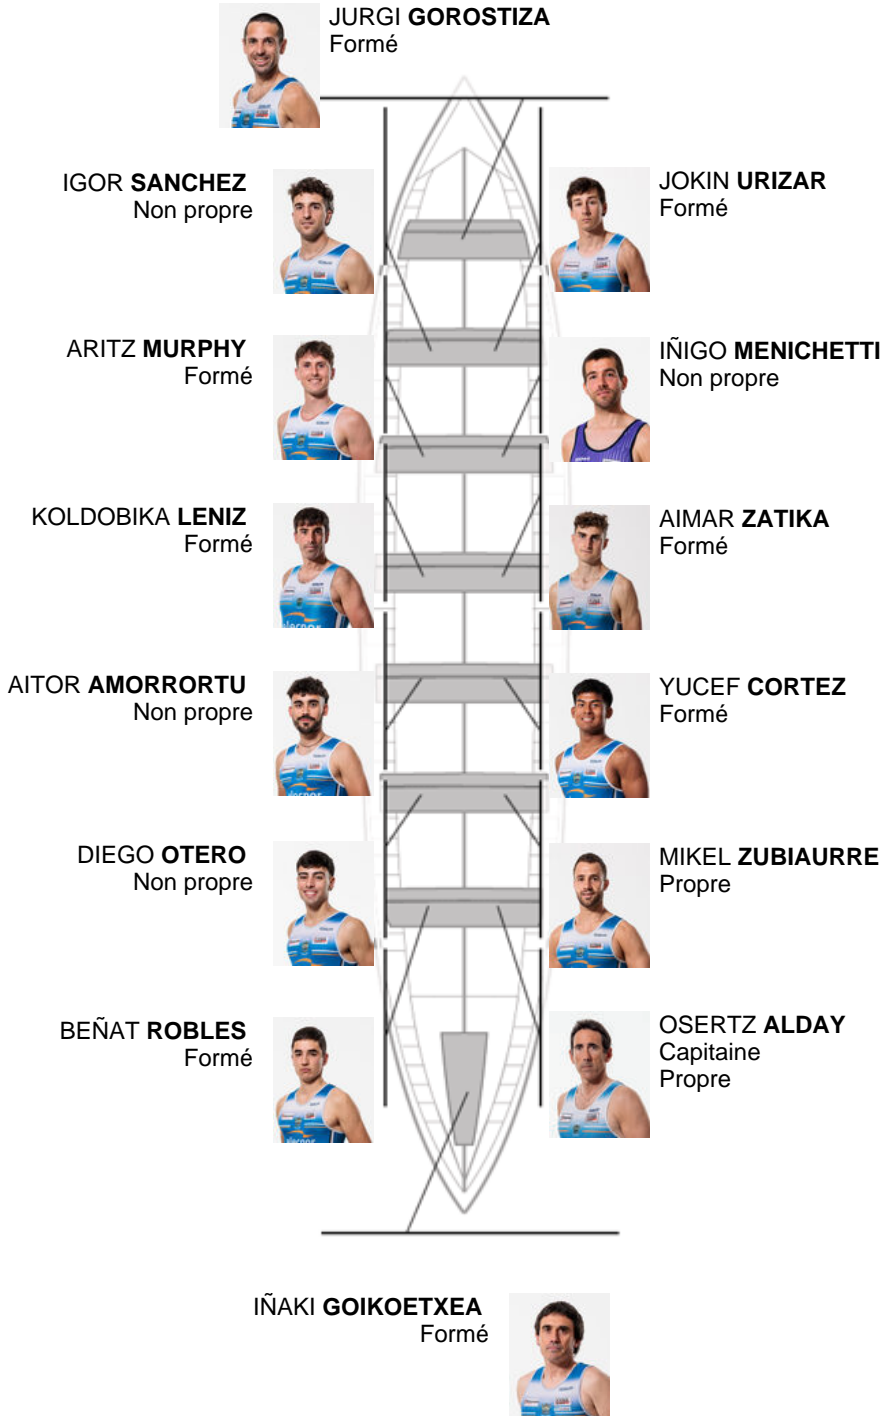 JURGI GOROSTIZA
Formé
IGOR SANCHEZ
Non propre
JOKIN URIZAR
Formé
ARITZ MURPHY
Formé
IÑIGO MENICHETTI
Non propre
KOLDOBIKA LENIZ
Formé
AIMAR ZATIKA
Formé
AITOR AMORRORTU
Non propre
YUCEF CORTEZ
Formé
DIEGO OTERO
Non propre
MIKEL ZUBIAURRE
Propre
BEÑAT ROBLES
Formé
OSERTZ ALDAY
Capitaine
Propre
IÑAKI GOIKOETXEA
Formé